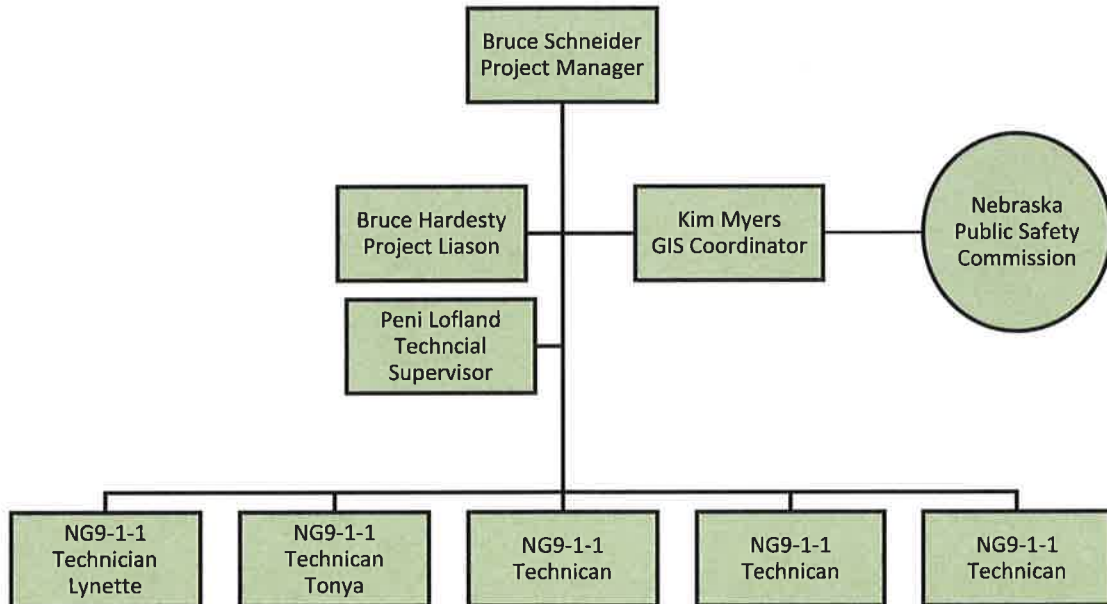 Bruce Schneider
Project Manager
Bruce Hardesty
Project Liason
Kim Myers
GIS Coordinator
Nebraska
Public Safety
Commission
Peni Lofland
Techncial
Supervisor
NG9-1-1
Technician
Lynette
NG9-1-1
Technican
Tonya
NG9-1-1
Technican
NG9-1-1
Technican
NG9-1-1
Technican